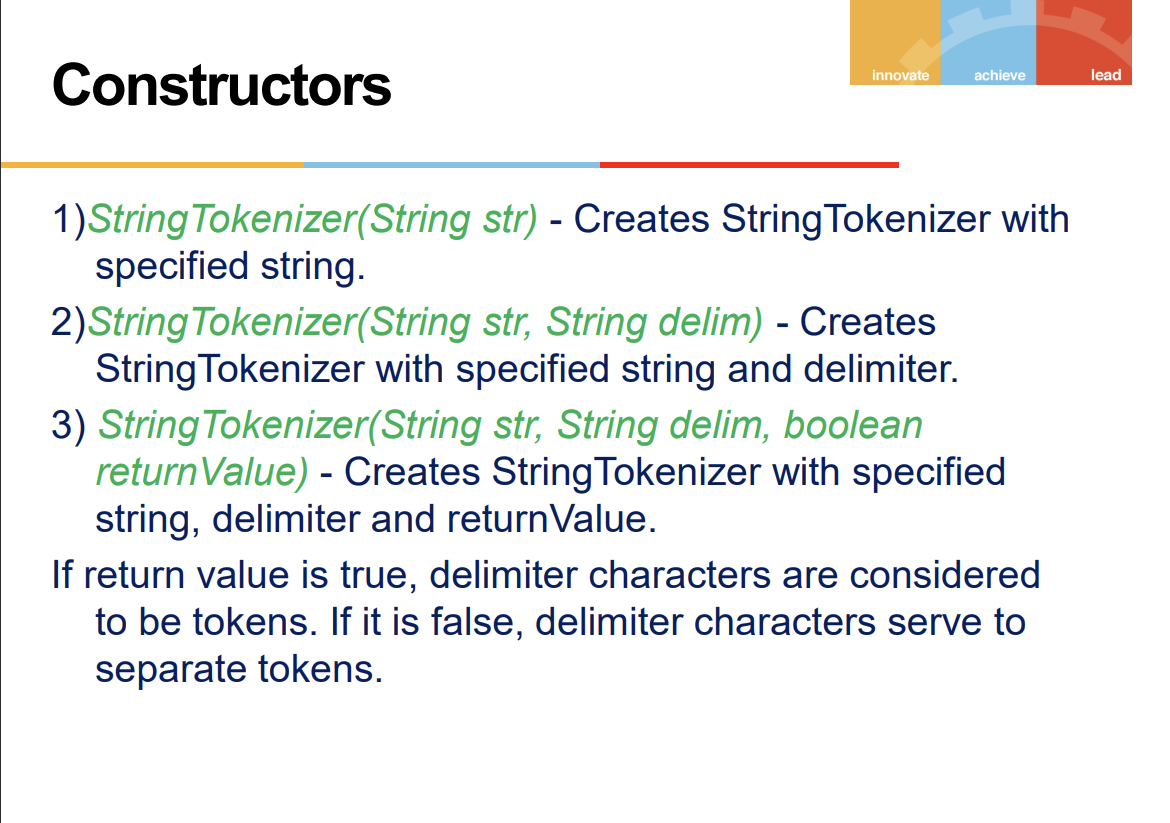 innovate achieve lead
Constructors
1)StringTokenizer(String str) - Creates StringTokenizer with
specified string.
2)StringTokenizer(String str, String delim) - Creates
StringTokenizer with specified string and delimiter.
3) StringTokenizer(String str, String delim, boolean
returnValue) - Creates StringTokenizer with specified
string, delimiter and returnValue.
If return value is true, delimiter characters are considered
to be tokens. If it is false, delimiter characters serve to
separate tokens.